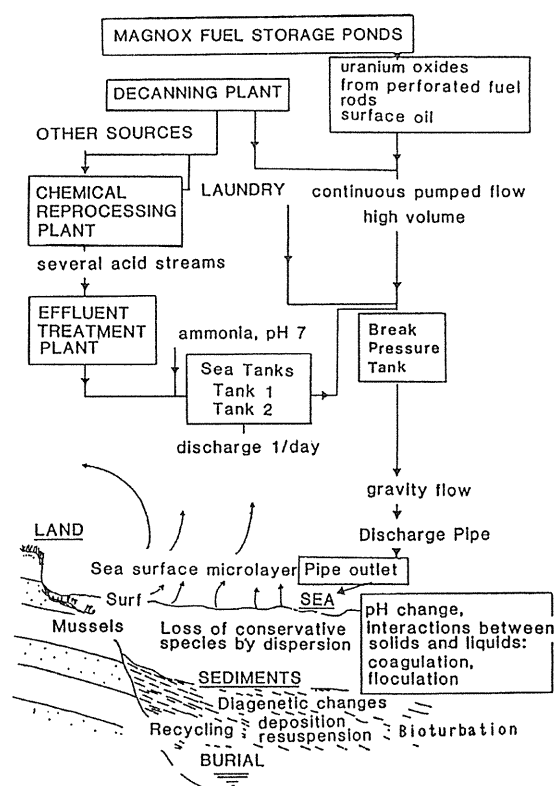 MAGNOX FUEL STORAGE PONDS
uranium oxides
from perforated fuel
rods
surface oil
DECANNING PLANT
OTHER SOURCES
CHEMICAL
REPROCESSING
PLANT
LAUNDRY
continuous pumped flow
high volume
several acid streams
EFFLUENT
TREATMENT
PLANT
ammonia, pH 7
Sea Tanks
Tank 1
Tank 2
Break
Pressure
Tank
discharge 1/day
gravity flow
Discharge Pipe
LAND
Sea surface microlayer
Pipe outlet
Surf
SEA
Mussels
Loss of conservative
species by dispersion
pH change,
interactions between
solids and liquids:
coagulation,
floculation
SEDIMENTS
Diagenetic changes
Recycling
deposition
resuspension
Bioturbation
BURIAL